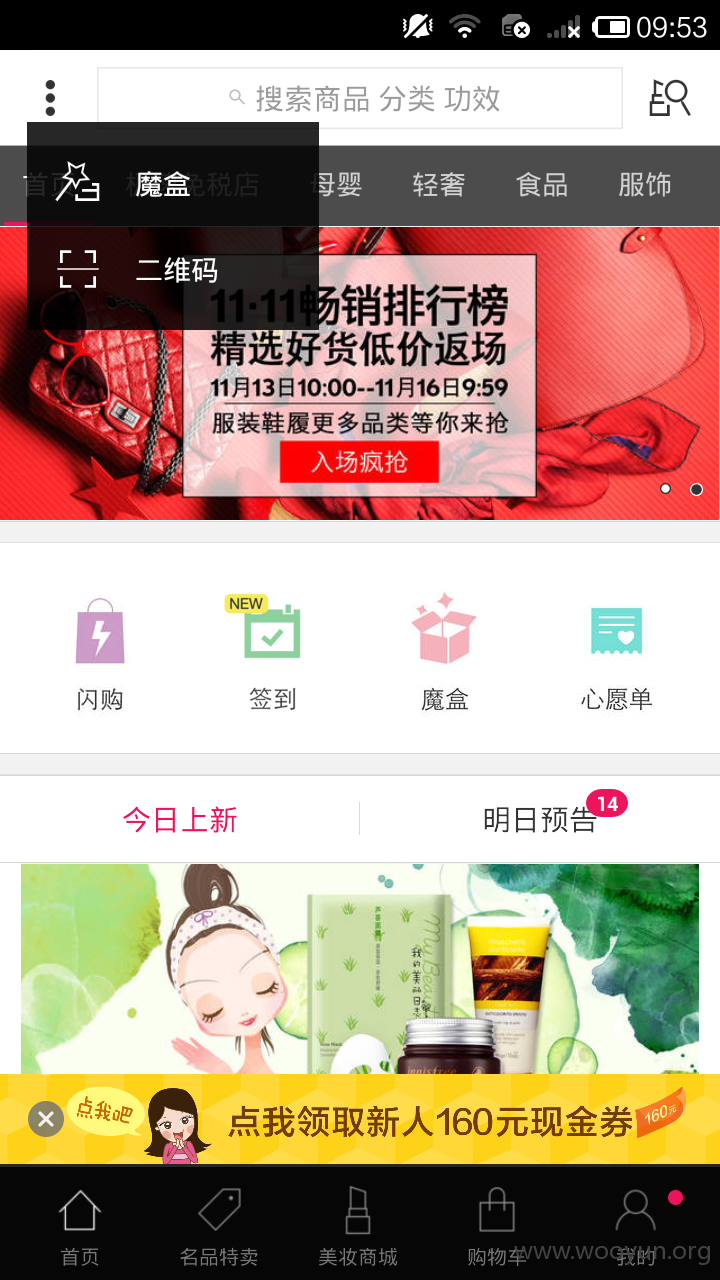 09:53
搜索商品 分类 功效
首页
免税店
母婴
轻奢
食品
服饰
魔盒
二维码
11·11畅销排行榜
精选好货低价返场
11月13日10:00--11月16日9:59
服装鞋履更多品类等你来抢
入场疯抢
闪购
NEW
签到
魔盒
心愿单
今日上新
明日预告
14
我的美丽日志
innisfree
点我吧
点我领取新人160元现金券
160元
首页
名品特卖
美妆商城
购物车
我的
www.wooyun.org